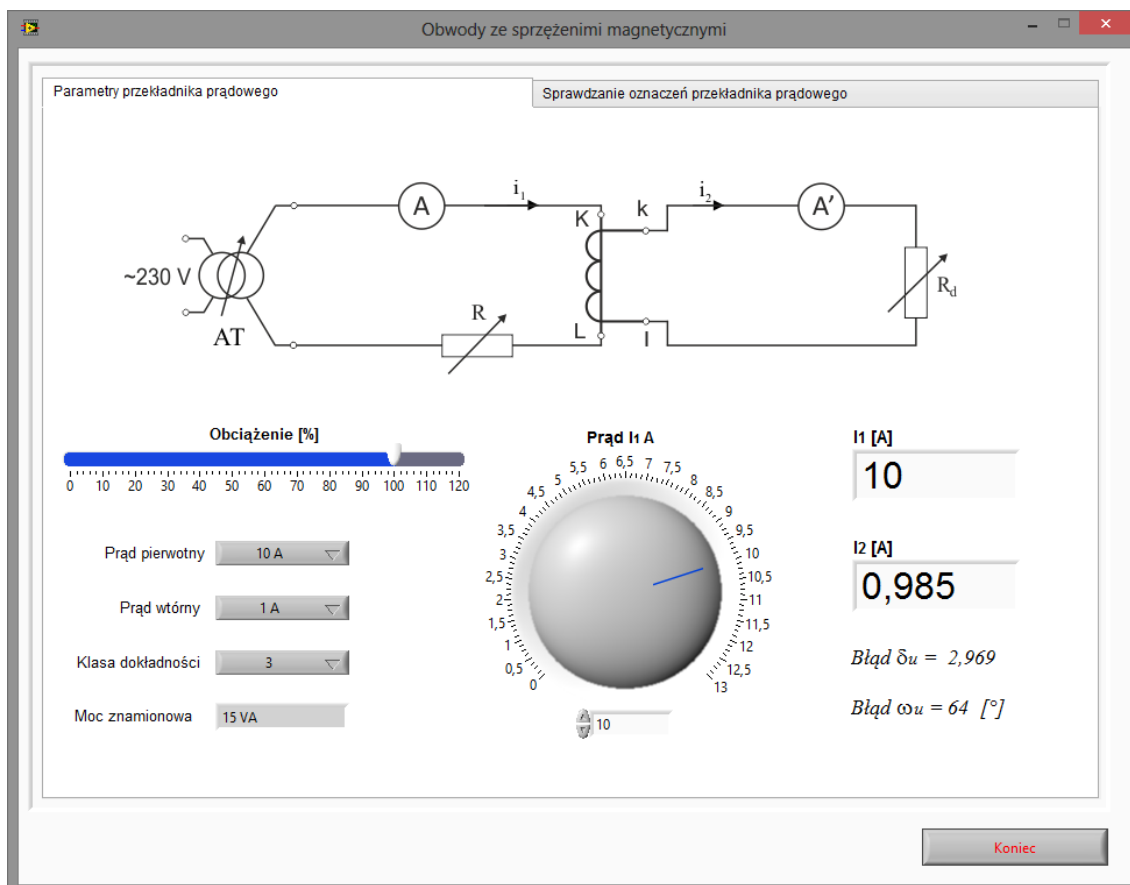 Obwody ze sprzężenimi magnetycznymi
Parametry przekładnika prądowego
Sprawdzanie oznaczeń przekładnika prądowego
A
i1
K
k
i2
A'
~230 V
AT
R
L
l
Rd
Obciążenie [%]
0 10 20 30 40 50 60 70 80 90 100 110 120
Prąd pierwotny 10 A
Prąd wtórny 1 A
Klasa dokładności 3
Moc znamionowa 15 VA
Prąd I1 A
0 0,5 1 1,5 2 2,5 3 3,5 4 4,5 5 5,5 6 6,5 7 7,5 8 8,5 9 9,5 10 10,5 11 11,5 12 12,5 13
10
I1 [A]
10
I2 [A]
0,985
Błąd δu = 2,969
Błąd ωu = 64 [°]
Koniec